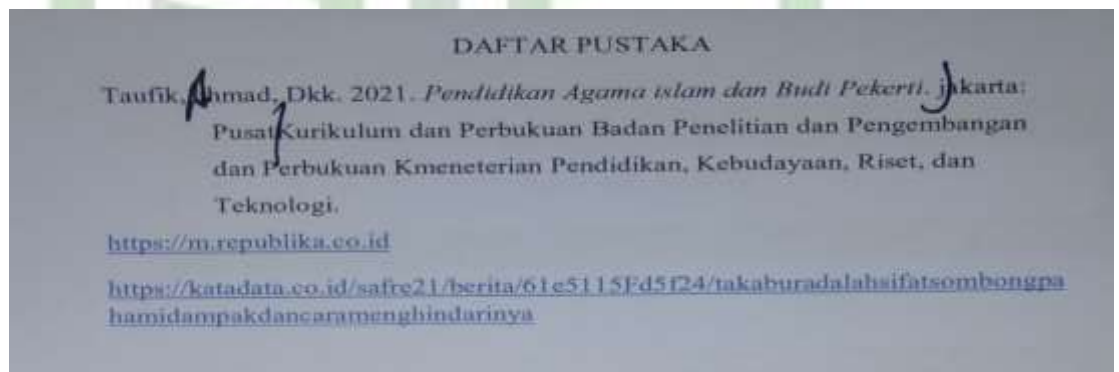 DAFTAR PUSTAKA
Taufik, Ahmad, Dkk. 2021. Pendidikan Agama islam dan Budi Pekerti. jakarta:
Pusat Kurikulum dan Perbukuan Badan Penelitian dan Pengembangan
dan Perbukuan Kmeneterian Pendidikan, Kebudayaan, Riset, dan
Teknologi.
https://m.republika.co.id
https://katadata.co.id/safre21/berita/61e5115Fd5f24/takaburadalahsifatsombongpa
hamidampakdancaramenghindarinya